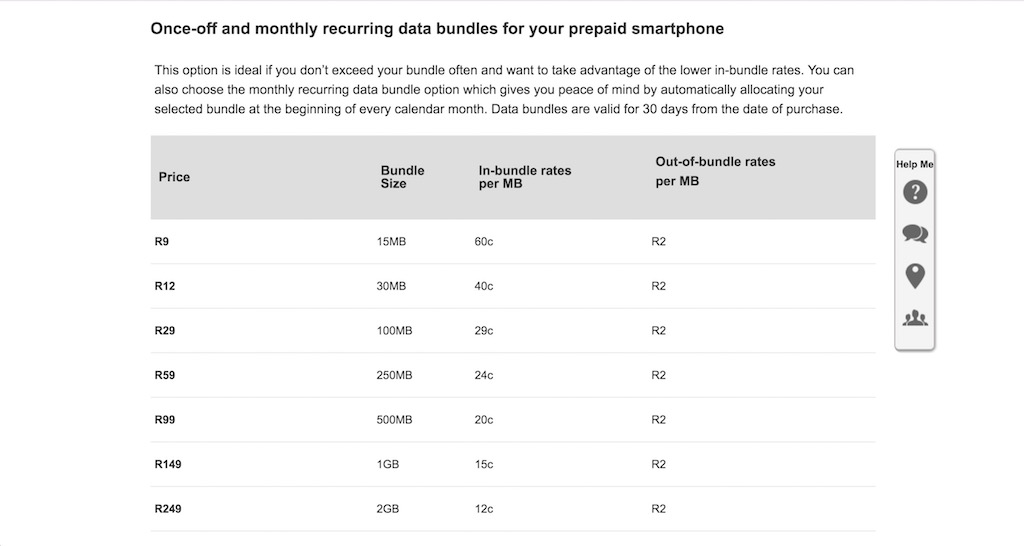 Once-off and monthly recurring data bundles for your prepaid smartphone
This option is ideal if you don't exceed your bundle often and want to take advantage of the lower in-bundle rates. You can
also choose the monthly recurring data bundle option which gives you peace of mind by automatically allocating your
selected bundle at the beginning of every calendar month. Data bundles are valid for 30 days from the date of purchase.
Price Bundle Size In-bundle rates per MB Out-of-bundle rates per MB
R9 15MB 60c R2
R12 30MB 40c R2
R29 100MB 29c R2
R59 250MB 24c R2
R99 500MB 20c R2
R149 1GB 15c R2
R249 2GB 12c R2
Help Me
?